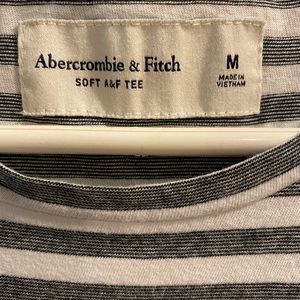 Abercrombie & Fitch
SOFT A&F TEE
M
MADE IN
VIETNAM